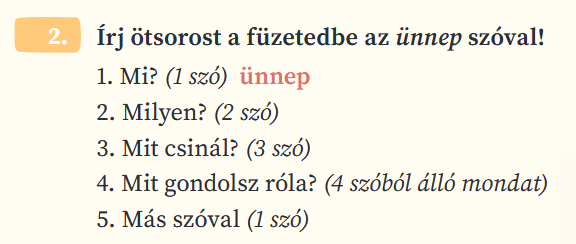 2. Írj ötsorost a füzetedbe az ünnep szóval!
1. Mi? (1 szó) ünnep
2. Milyen? (2 szó)
3. Mit csinál? (3 szó)
4. Mit gondolsz róla? (4 szóból álló mondat)
5. Más szóval (1 szó)